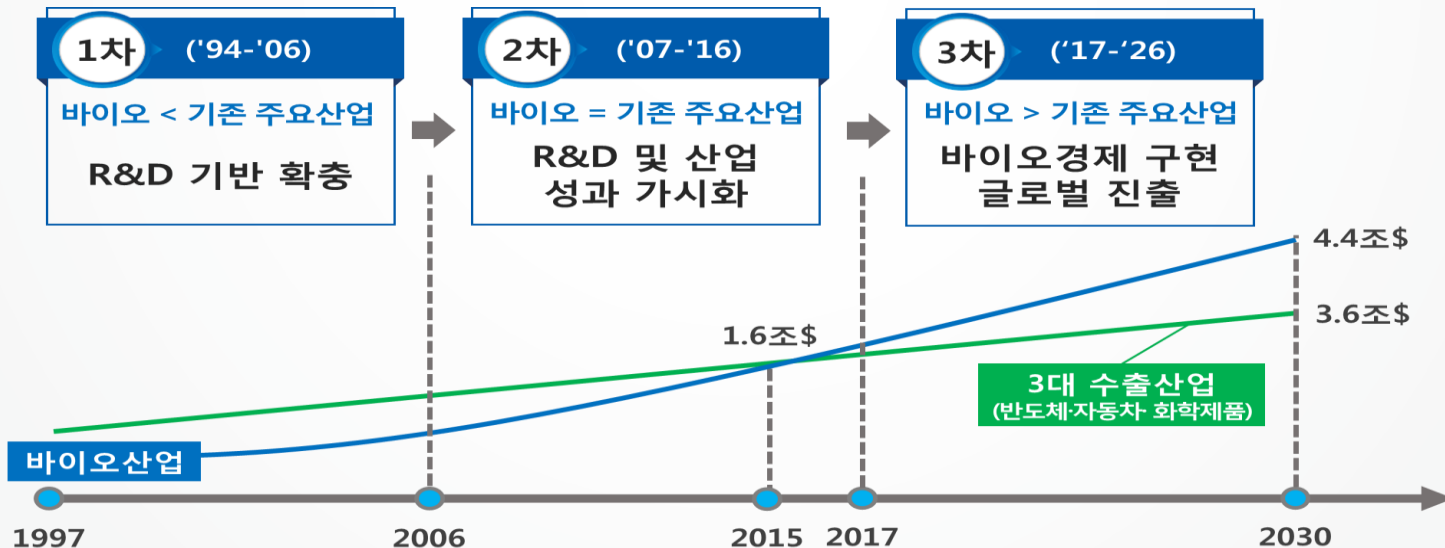 1차 ('94-'06)
바이오 < 기존 주요산업
R&D 기반 확충
2차 ('07-'16)
바이오 = 기존 주요산업
R&D 및 산업
성과 가시화
3차 (‘17-‘26)
바이오 > 기존 주요산업
바이오경제 구현
글로벌 진출
4.4조$
3.6조$
1.6조$
3대 수출산업
(반도체·자동차 화학제품)
바이오산업
1997
2006
2015
2017
2030